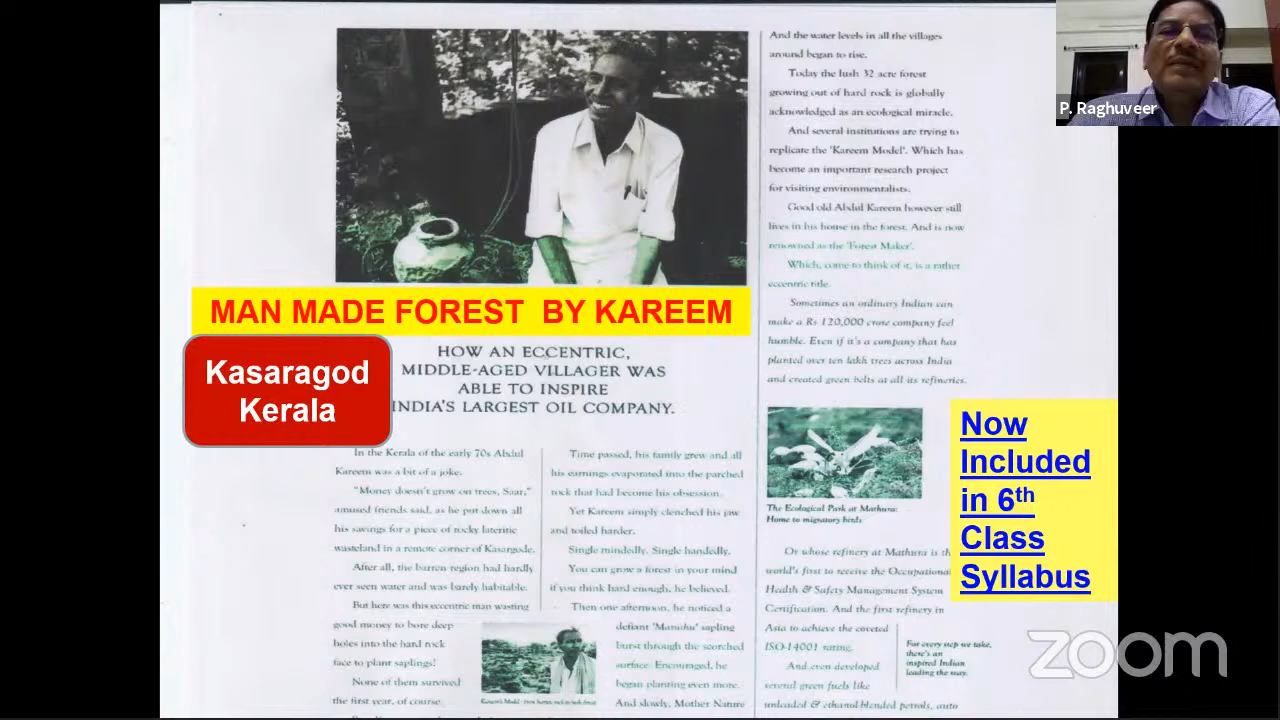 MAN MADE FOREST BY KAREEM
Kasaragod
Kerala
HOW AN ECCENTRIC,
MIDDLE-AGED VILLAGER WAS
ABLE TO INSPIRE
INDIA'S LARGEST OIL COMPANY.
In the Kerala of the early 70s Abdul
Kareem was a bit of a joke.
"Money doesn't grow on trees, Saar,"
amused friends said, as he put down all
his savings for a piece of rocky lateritic
wasteland in a remote corner of Kasargode.
After all, the barren region had hardly
ever seen water and was barely habitable.
But here was this eccentric man wasting
good money to bore deep
holes into the hard rock
face to plant saplings!
None of them survived
the first year, of course.
Time passed, his family grew and all
his earnings evaporated into the parched
rock that had become his obsession.
Yet Kareem simply clenched his jaw
and toiled harder.
Single mindedly. Single handedly.
You can grow a forest in your mind
if you think hard enough, he believed.
Then one afternoon, he noticed a
defiant sapling
burst through the scorched
surface. Encouraged, he
began planting even more.
And slowly, Mother Nature
And the water levels in all the villages
around began to rise.
Today the lush 32 acre forest
growing out of hard rock is globally
acknowledged as an ecological miracle.
And several institutions are trying to
replicate the 'Kareem Model'. Which has
become an important research project
for visiting environmentalists.
Good old Abdul Kareem however still
lives in his house in the forest. And is now
renowned as the 'Forest Maker'.
Which, come to think of it, is a rather
eccentric title.
Sometimes an ordinary Indian can
make a Rs 120,000 crore company feel
humble. Even if it's a company that has
planted over ten lakh trees across India
and created green belts at all its refineries.
The Ecological Park at Mathura:
Home to migratory birds
Or whose refinery at Mathura is th
world's first to receive the Occupational
Health & Safety Management System
Certification. And the first refinery in
Asia to achieve the coveted
ISO-14001 rating.
And even developed
several green fuels like
unleaded & ethanol-blended petrols, auto
For every step we take,
there's an
inspired Indian
leading the way.
Now
Included
in 6th
Class
Syllabus
P. Raghuveer
zoom